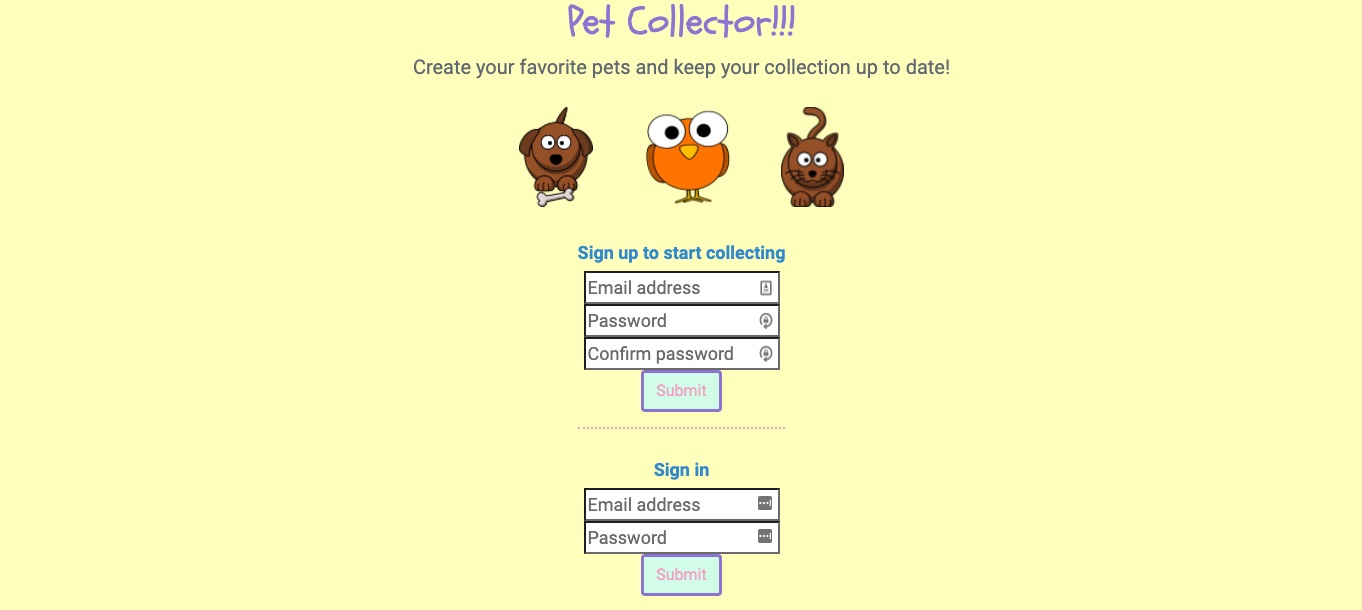 Pet Collector!!!
Create your favorite pets and keep your collection up to date!
Sign up to start collecting
Email address
Password
Confirm password
Submit
Sign in
Email address
Password
Submit